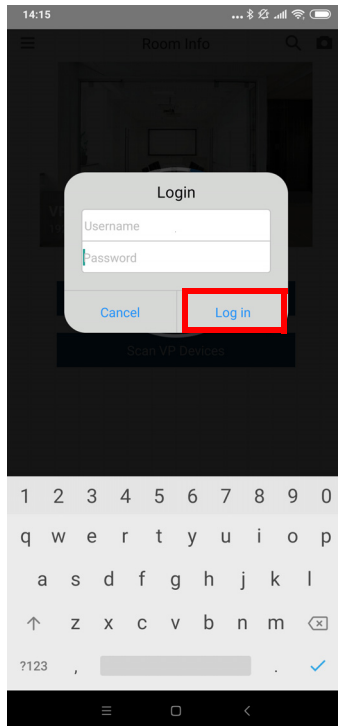 14:15
Room Info
Login
Username
Password
Cancel Log in
Scan VP Devices
1 2 3 4 5 6 7 8 9 0
q w e r t y u i o p
a s d f g h j k l
z x c v b n m
?123 , .